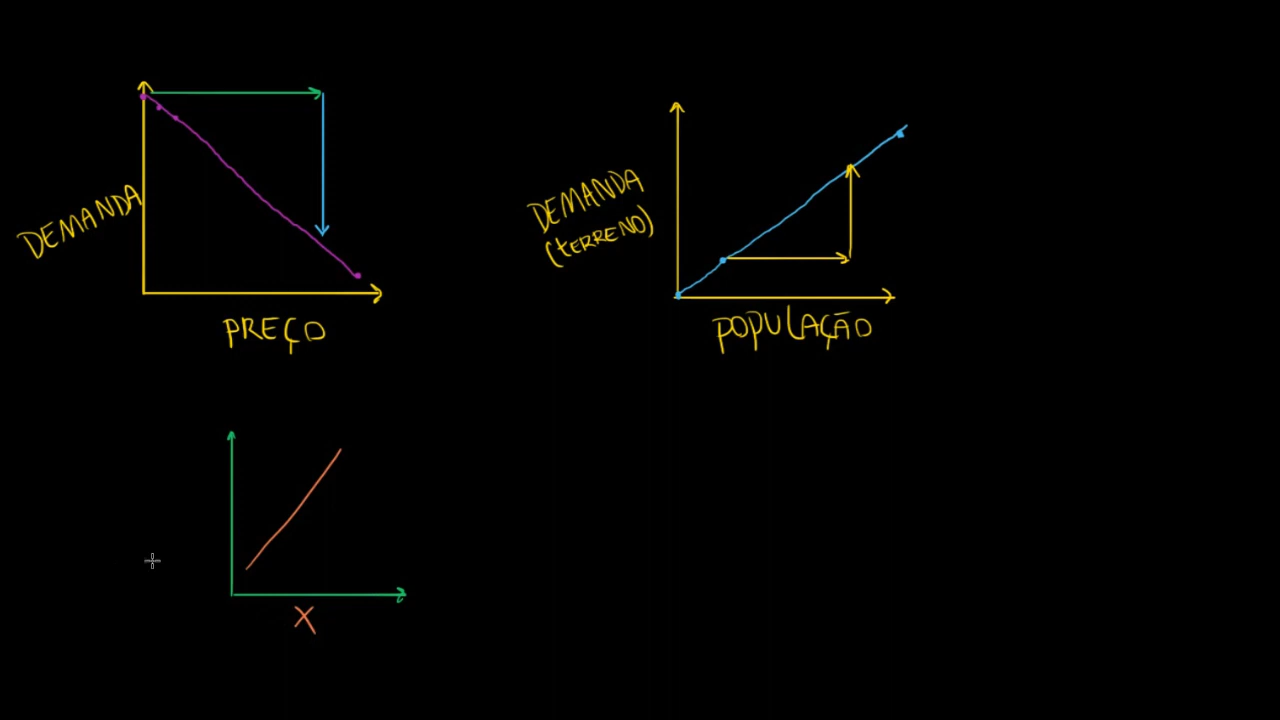 DEMANDA
PREÇO
DEMANDA
(tERRENO)
POPULAÇÃO
X